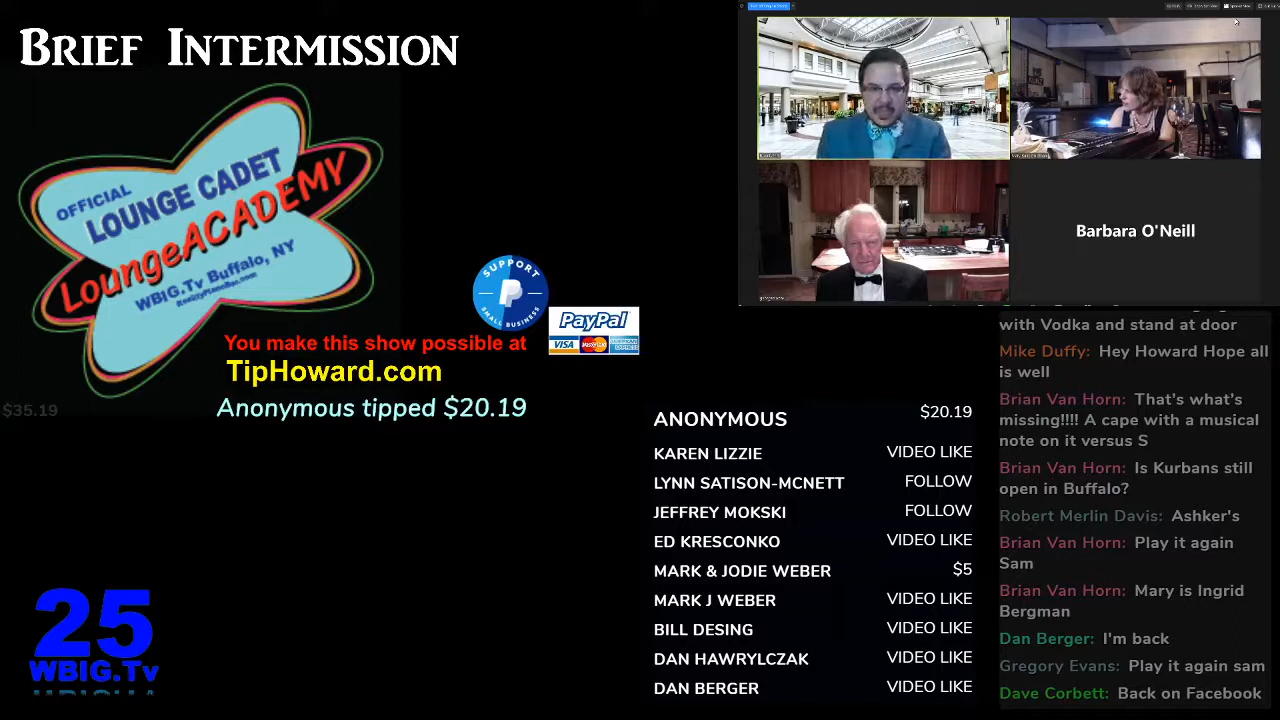 BRIEF INTERMISSION
OFFICIAL
LOUNGE CADET
LoungeACADEMY
WBIG.Tv Buffalo, NY
RealityPianoBar.com
SUPPORT
SMALL BUSINESS
PayPal
VISA
You make this show possible at
TipHoward.com
Anonymous tipped $20.19
$35.19
25
WBIG.Tv
Barbara O'Neill
ANONYMOUS $20.19
KAREN LIZZIE VIDEO LIKE
LYNN SATISON-MCNETT FOLLOW
JEFFREY MOKSKI FOLLOW
ED KRESCONKO VIDEO LIKE
MARK & JODIE WEBER $5
MARK J WEBER VIDEO LIKE
BILL DESING VIDEO LIKE
DAN HAWRYLCZAK VIDEO LIKE
DAN BERGER VIDEO LIKE
with Vodka and stand at door
Mike Duffy: Hey Howard Hope all
is well
Brian Van Horn: That's what's
missing!!!! A cape with a musical
note on it versus S
Brian Van Horn: Is Kurbans still
open in Buffalo?
Robert Merlin Davis: Ashker's
Brian Van Horn: Play it again
Sam
Brian Van Horn: Mary is Ingrid
Bergman
Dan Berger: I'm back
Gregory Evans: Play it again sam
Dave Corbett: Back on Facebook